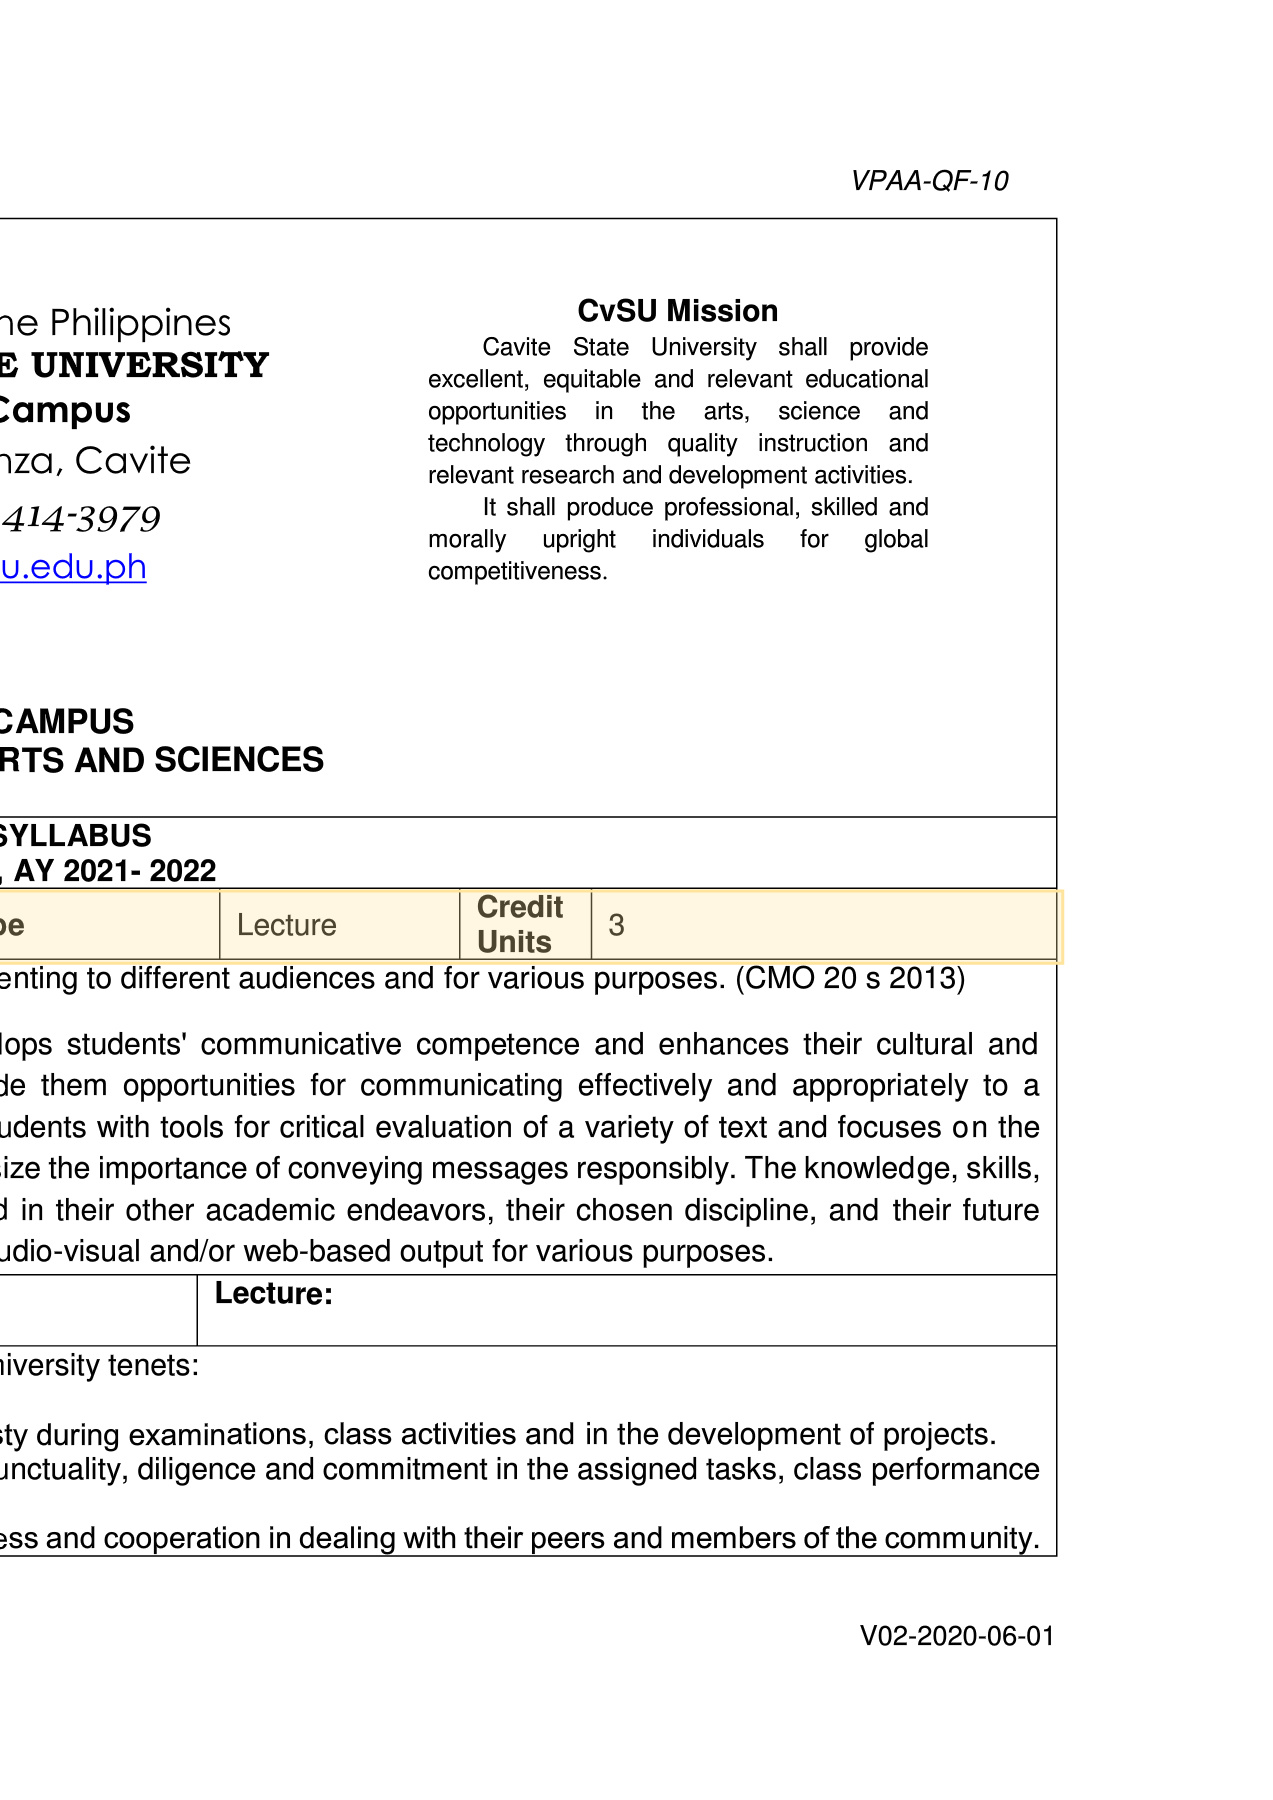 VPAA-QF-10
ne Philippines
E UNIVERSITY
Campus
nza, Cavite
414-3979
u.edu.ph
CvSU Mission
Cavite State University shall provide
excellent, equitable and relevant educational
opportunities in the arts, science and
technology through quality instruction and
relevant research and development activities.
It shall produce professional, skilled and
morally upright individuals for global
competitiveness.
CAMPUS
RTS AND SCIENCES
SYLLABUS
, AY 2021- 2022
pe Lecture Credit Units 3
enting to different audiences and for various purposes. (CMO 20 s 2013)
lops students' communicative competence and enhances their cultural and
de them opportunities for communicating effectively and appropriately to a
udents with tools for critical evaluation of a variety of text and focuses on the
size the importance of conveying messages responsibly. The knowledge, skills,
d in their other academic endeavors, their chosen discipline, and their future
udio-visual and/or web-based output for various purposes.
Lecture:
niversity tenets:
sty during examinations, class activities and in the development of projects.
unctuality, diligence and commitment in the assigned tasks, class performance
ess and cooperation in dealing with their peers and members of the community.
V02-2020-06-01